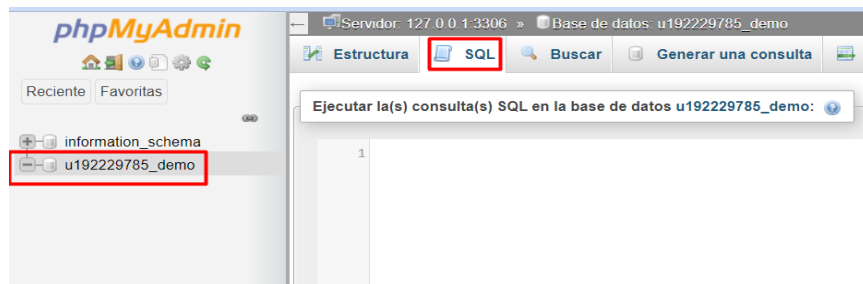 phpMyAdmin
Reciente Favoritas
information_schema
u192229785_demo
Servidor: 127.0.0.1:3306 » Base de datos: u192229785_demo
Estructura SQL Buscar Generar una consulta
Ejecutar la(s) consulta(s) SQL en la base de datos u192229785_demo:
1